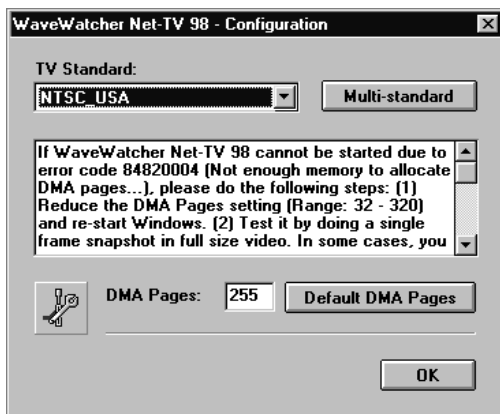 WaveWatcher Net-TV 98 - Configuration
TV Standard:
NTSC_USA
Multi-standard
If WaveWatcher Net-TV 98 cannot be started due to
error code 84820004 (Not enough memory to allocate
DMA pages...), please do the following steps: (1)
Reduce the DMA Pages setting (Range: 32 - 320)
and re-start Windows. (2) Test it by doing a single
frame snapshot in full size video. In some cases, you
DMA Pages: 255 Default DMA Pages
OK